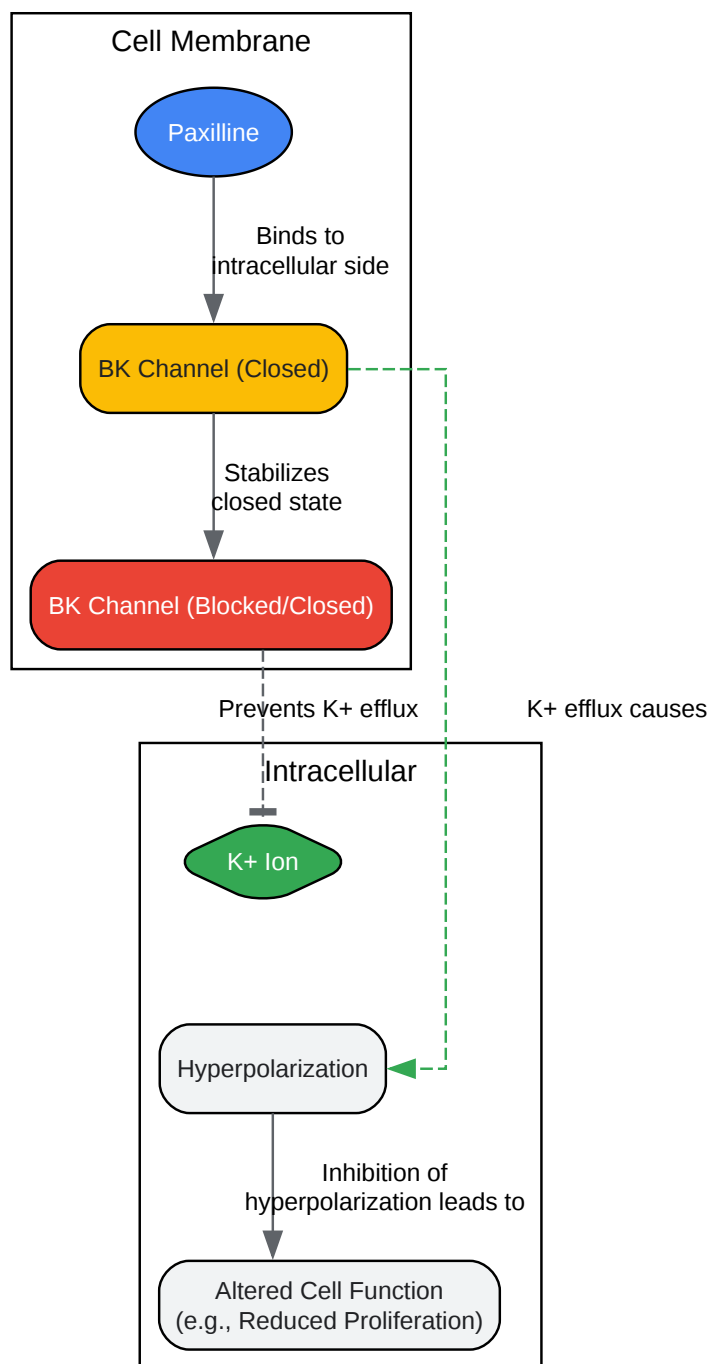 Cell Membrane
Paxilline
Binds to
intracellular side
BK Channel (Closed)
Stabilizes
closed state
BK Channel (Blocked/Closed)
Prevents K+ efflux
K+ efflux causes
Intracellular
K+ Ion
Hyperpolarization
Inhibition of
hyperpolarization leads to
Altered Cell Function
(e.g., Reduced Proliferation)